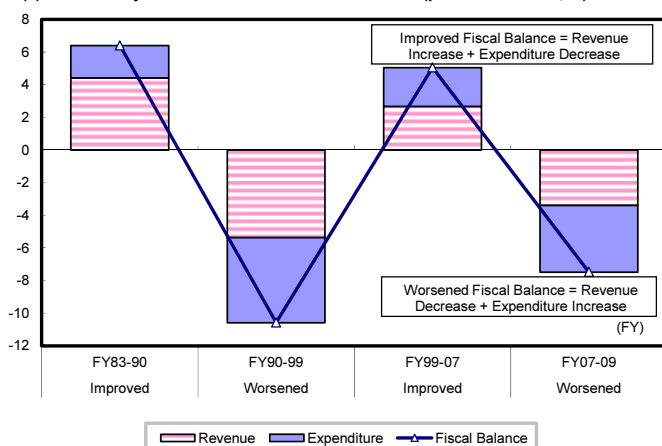 8
6
4
2
0
-2
-4
-6
-8
-10
-12
Improved Fiscal Balance = Revenue
Increase + Expenditure Decrease
Worsened Fiscal Balance = Revenue
Decrease + Expenditure Increase
(FY)
FY83-90 FY90-99 FY99-07 FY07-09
Improved Worsened Improved Worsened
Revenue Expenditure Fiscal Balance